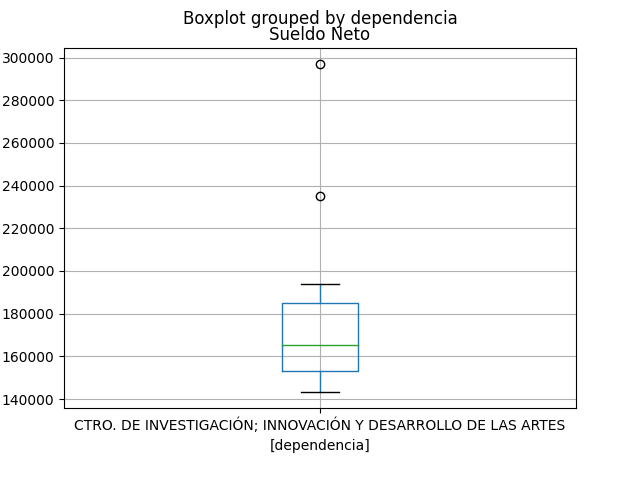 Boxplot grouped by dependencia
Sueldo Neto
300000
280000
260000
240000
220000
200000
180000
160000
140000
CTRO. DE INVESTIGACIÓN; INNOVACIÓN Y DESARROLLO DE LAS ARTES
[dependencia]